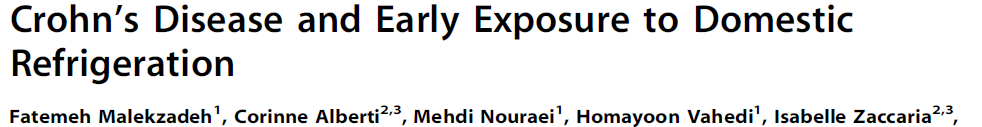 Crohn's Disease and Early Exposure to Domestic
Refrigeration
Fatemeh Malekzadeh1, Corinne Alberti2,3, Mehdi Nouraei1, Homayoon Vahedi1, Isabelle Zaccaria2,3,